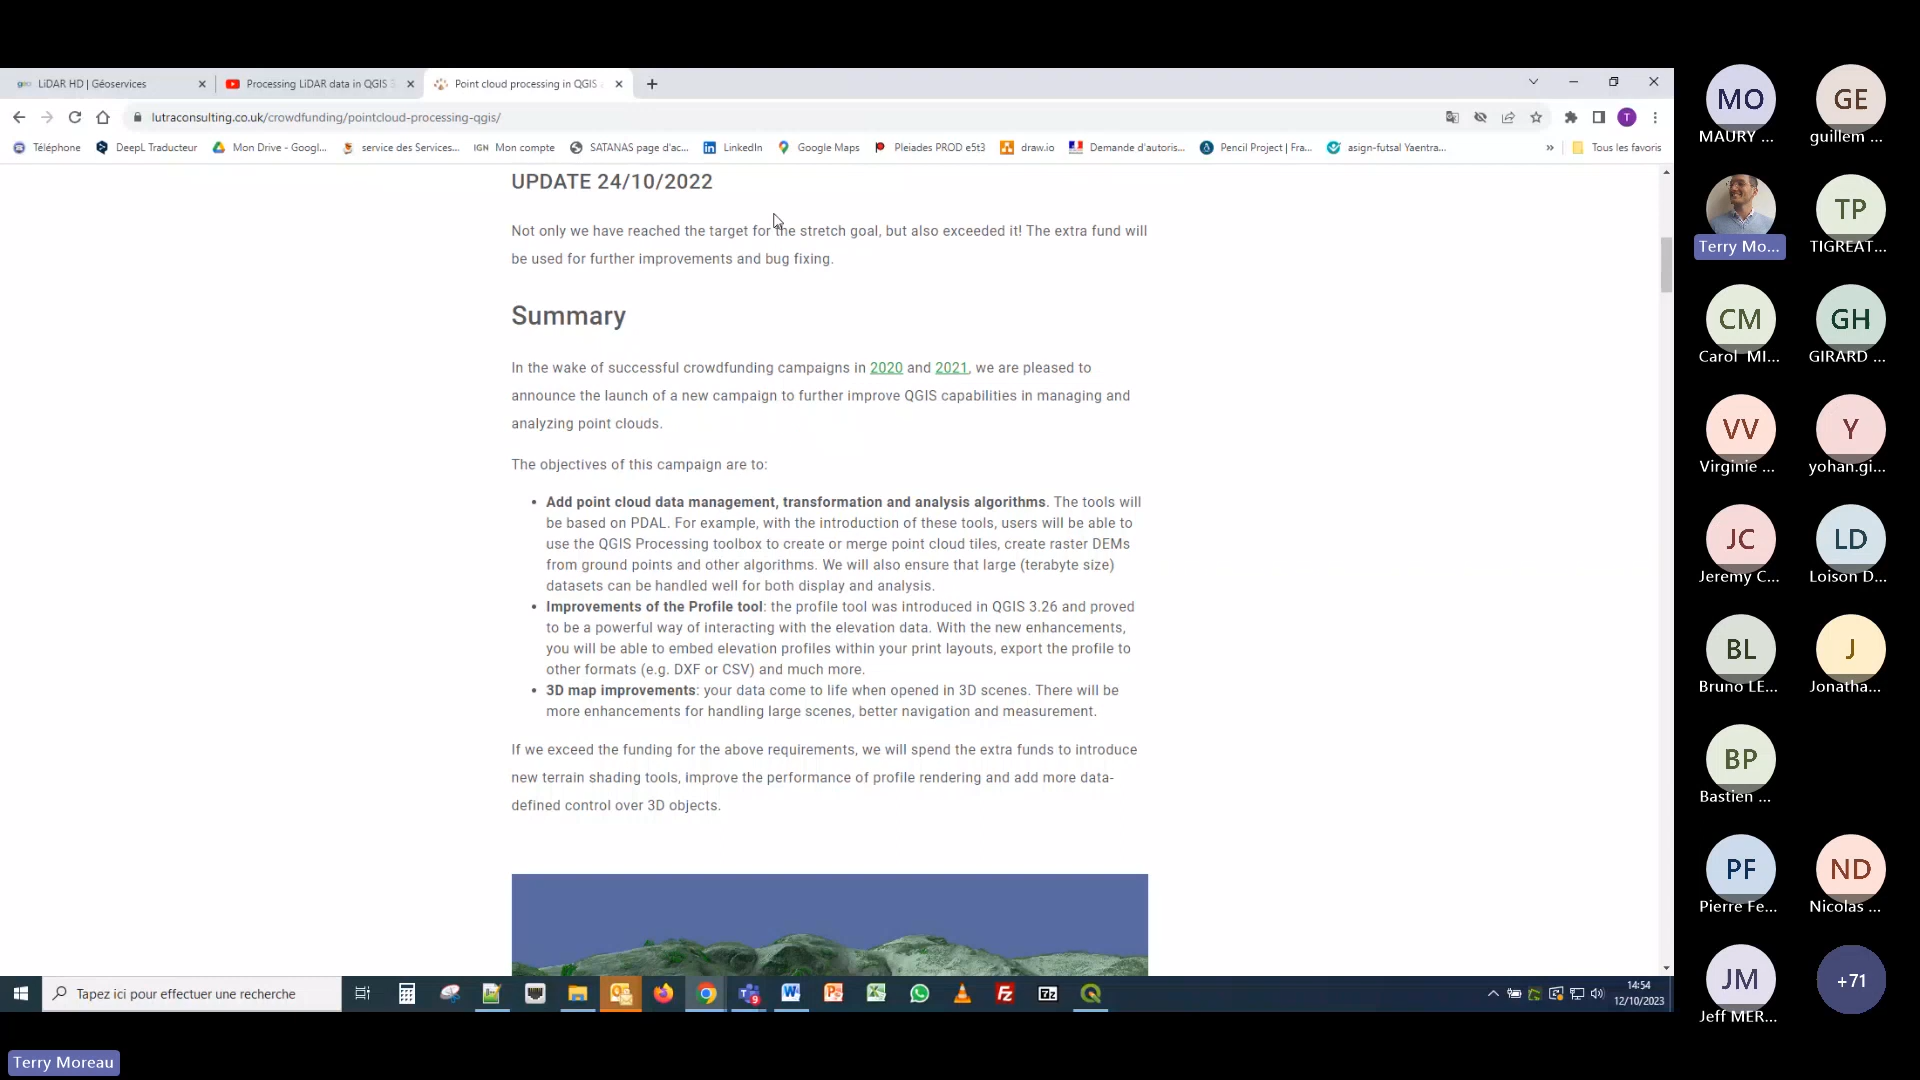 LiDAR HD | Géoservices
Processing LiDAR data in QGIS 3
Point cloud processing in QGIS
lutraconsulting.co.uk/crowdfunding/pointcloud-processing-qgis/
T
Téléphone
DeepL Traducteur
Mon Drive - Googl...
service des Services...
IGN Mon compte
SATANAS page d'ac...
LinkedIn
Google Maps
Pleiades PROD e5t3
draw.io
Demande d'autoris...
Pencil Project | Fra...
asign-futsal Yaentra...
»
Tous les favoris
UPDATE 24/10/2022
Not only we have reached the target for the stretch goal, but also exceeded it! The extra fund will
be used for further improvements and bug fixing.
Summary
In the wake of successful crowdfunding campaigns in 2020 and 2021, we are pleased to
announce the launch of a new campaign to further improve QGIS capabilities in managing and
analyzing point clouds.
The objectives of this campaign are to:
• Add point cloud data management, transformation and analysis algorithms. The tools will
be based on PDAL. For example, with the introduction of these tools, users will be able to
use the QGIS Processing toolbox to create or merge point cloud tiles, create raster DEMs
from ground points and other algorithms. We will also ensure that large (terabyte size)
datasets can be handled well for both display and analysis.
• Improvements of the Profile tool: the profile tool was introduced in QGIS 3.26 and proved
to be a powerful way of interacting with the elevation data. With the new enhancements,
you will be able to embed elevation profiles within your print layouts, export the profile to
other formats (e.g. DXF or CSV) and much more.
• 3D map improvements: your data come to life when opened in 3D scenes. There will be
more enhancements for handling large scenes, better navigation and measurement.
If we exceed the funding for the above requirements, we will spend the extra funds to introduce
new terrain shading tools, improve the performance of profile rendering and add more data-
defined control over 3D objects.
Tapez ici pour effectuer une recherche
14:54
12/10/2023
Terry Moreau
MO
MAURY ...
GE
guillem ...
Terry Mo...
TP
TIGREAT...
CM
Carol MI...
GH
GIRARD ...
VV
Virginie ...
Y
yohan.gi...
JC
Jeremy C...
LD
Loison D...
BL
Bruno LE...
J
Jonatha...
BP
Bastien ...
PF
Pierre Fe...
ND
Nicolas ...
JM
Jeff MER...
+71